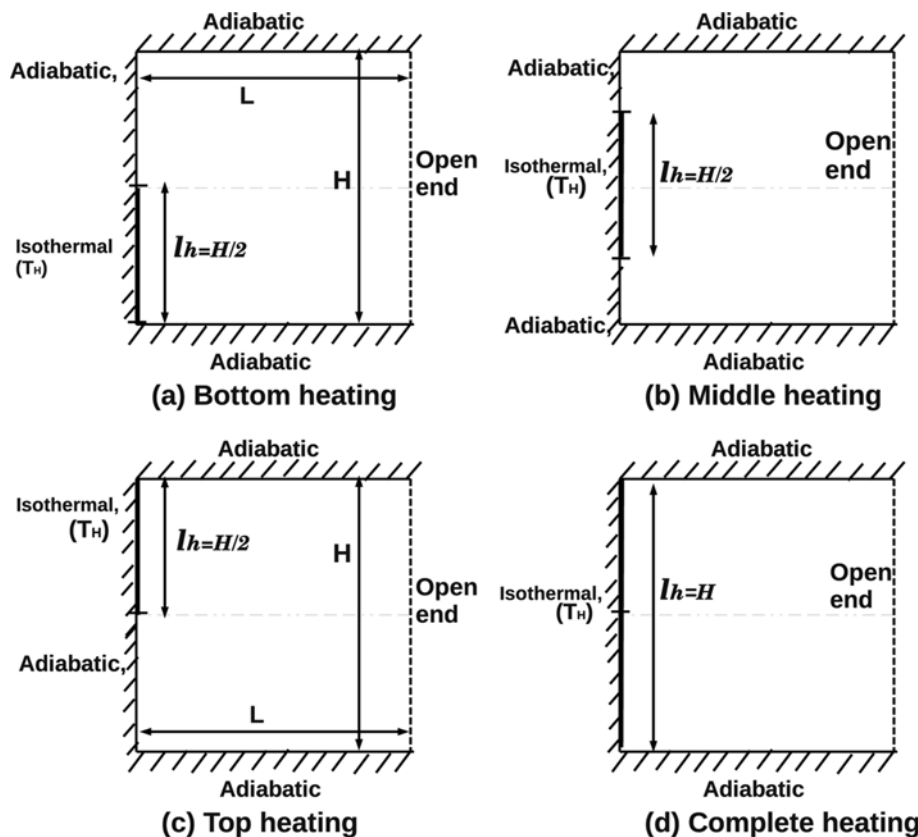 Adiabatic
Adiabatic,
L
H
Open
end
lh=H/2
Isothermal
(TH)
Adiabatic
(a) Bottom heating
Adiabatic
Adiabatic,
Open
end
Isothermal,
(TH)
lh=H/2
Adiabatic,
Adiabatic
(b) Middle heating
Adiabatic
Isothermal,
(TH)
lh=H/2
H
Open
end
Adiabatic,
L
Adiabatic
(c) Top heating
Adiabatic
Isothermal,
(TH)
lh=H
Open
end
Adiabatic
(d) Complete heating